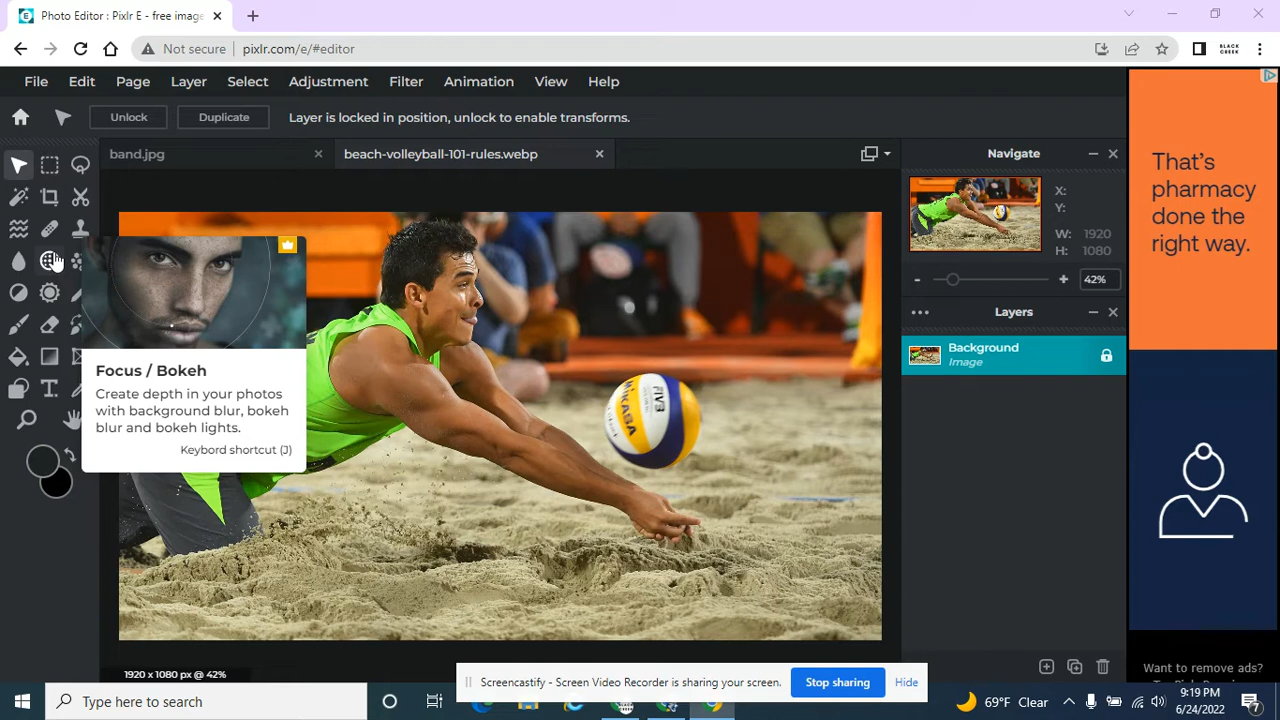 Photo Editor : Pixlr E - free image
Not secure
pixlr.com/e/#editor
BLACK CREEK
File Edit Page Layer Select Adjustment Filter Animation View Help
Unlock
Duplicate
Layer is locked in position, unlock to enable transforms.
band.jpg
beach-volleyball-101-rules.webp
Navigate
X:
Y:
W: 1920
H: 1080
42%
Layers
Background
Image
Focus / Bokeh
Create depth in your photos
with background blur, bokeh
blur and bokeh lights.
Keybord shortcut (J)
MIKASA
FIVB
1920 x 1080 px @ 42%
That's
pharmacy
done the
right way.
Want to remove ads?
Screencastify - Screen Video Recorder is sharing your screen.
Stop sharing
Hide
Type here to search
69°F Clear
9:19 PM
6/24/2022
7